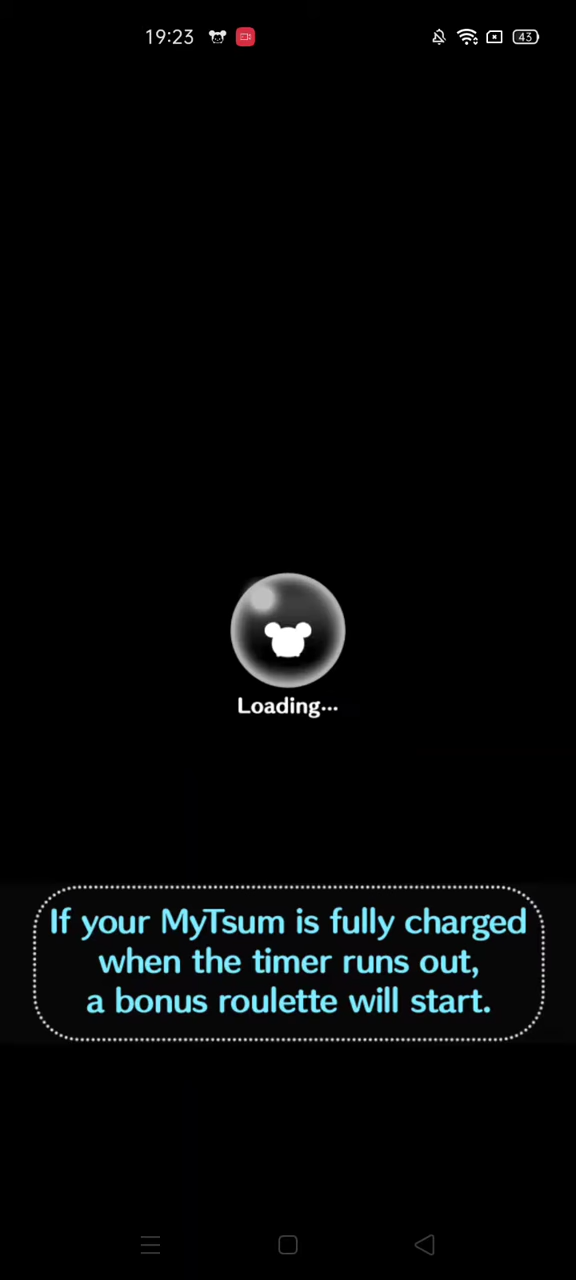 19:23
43
Loading···
If your MyTsum is fully charged
when the timer runs out,
a bonus roulette will start.